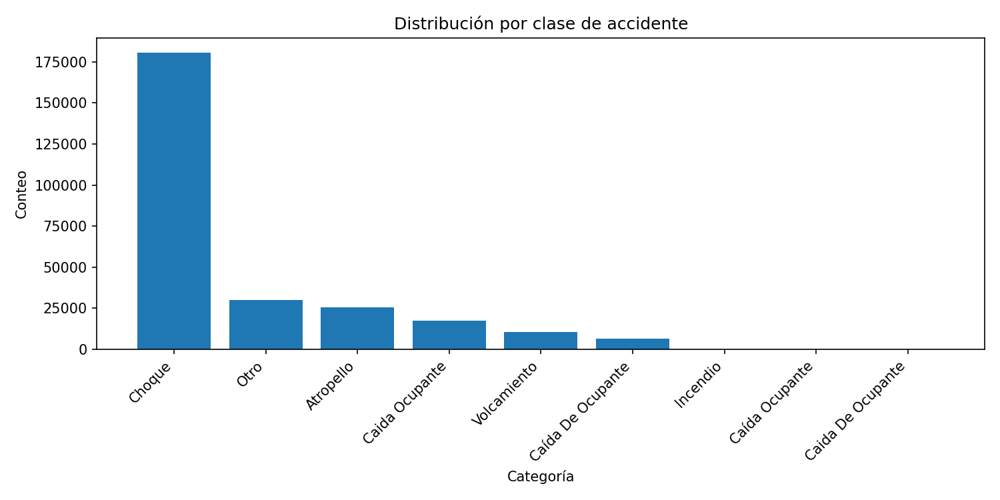 Distribución por clase de accidente
175000
150000
125000
100000
75000
50000
25000
0
Conteo
Choque
Otro
Atropello
Caida Ocupante
Volcamiento
Caída De Ocupante
Incendio
Caída Ocupante
Caida De Ocupante
Categoría